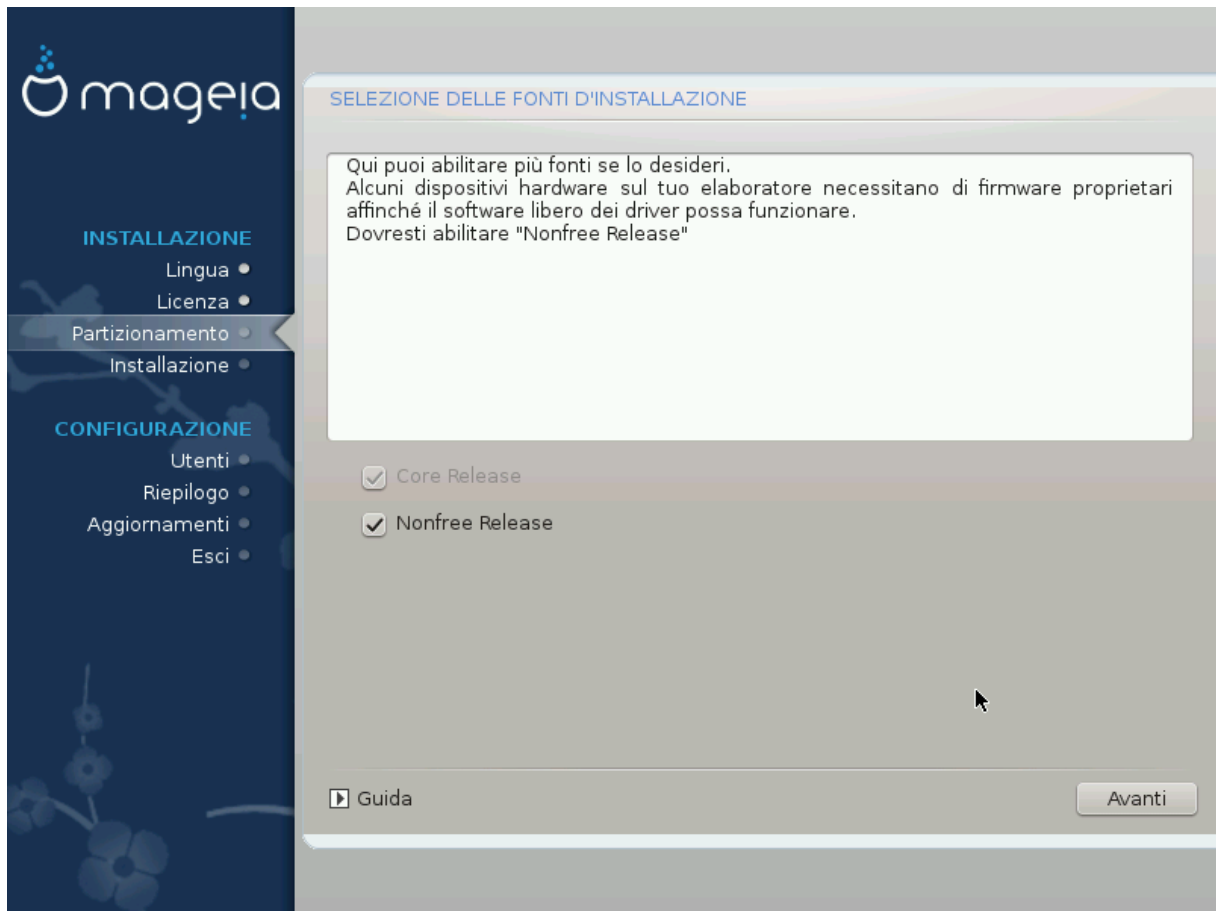 mageia
INSTALLAZIONE
Lingua
Licenza
Partizionamento
Installazione
CONFIGURAZIONE
Utenti
Riepilogo
Aggiornamenti
Esci
SELEZIONE DELLE FONTI D'INSTALLAZIONE
Qui puoi abilitare più fonti se lo desideri.
Alcuni dispositivi hardware sul tuo elaboratore necessitano di firmware proprietari
affinché il software libero dei driver possa funzionare.
Dovresti abilitare "Nonfree Release"
Core Release
Nonfree Release
Guida
Avanti